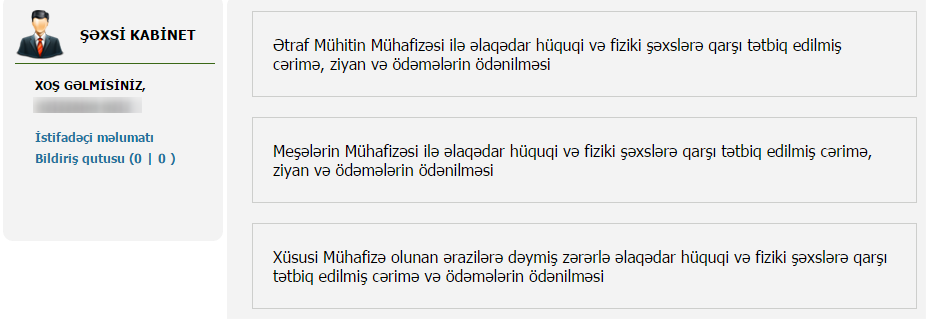 ŞƏXSİ KABİNET
XOŞ GƏLMİSİNİZ,
İstifadəçi məlumatı
Bildiriş qutusu (0 | 0 )
Ətraf Mühitin Mühafizəsi ilə əlaqədar hüquqi və fiziki şəxslərə qarşı tətbiq edilmiş
cərimə, ziyan və ödəmələrin ödənilməsi
Meşələrin Mühafizəsi ilə əlaqədar hüquqi və fiziki şəxslərə qarşı tətbiq edilmiş cərimə,
ziyan və ödəmələrin ödənilməsi
Xüsusi Mühafizə olunan ərazilərə dəymiş zərərlə əlaqədar hüquqi və fiziki şəxslərə qarşı
tətbiq edilmiş cərimə və ödəmələrin ödənilməsi